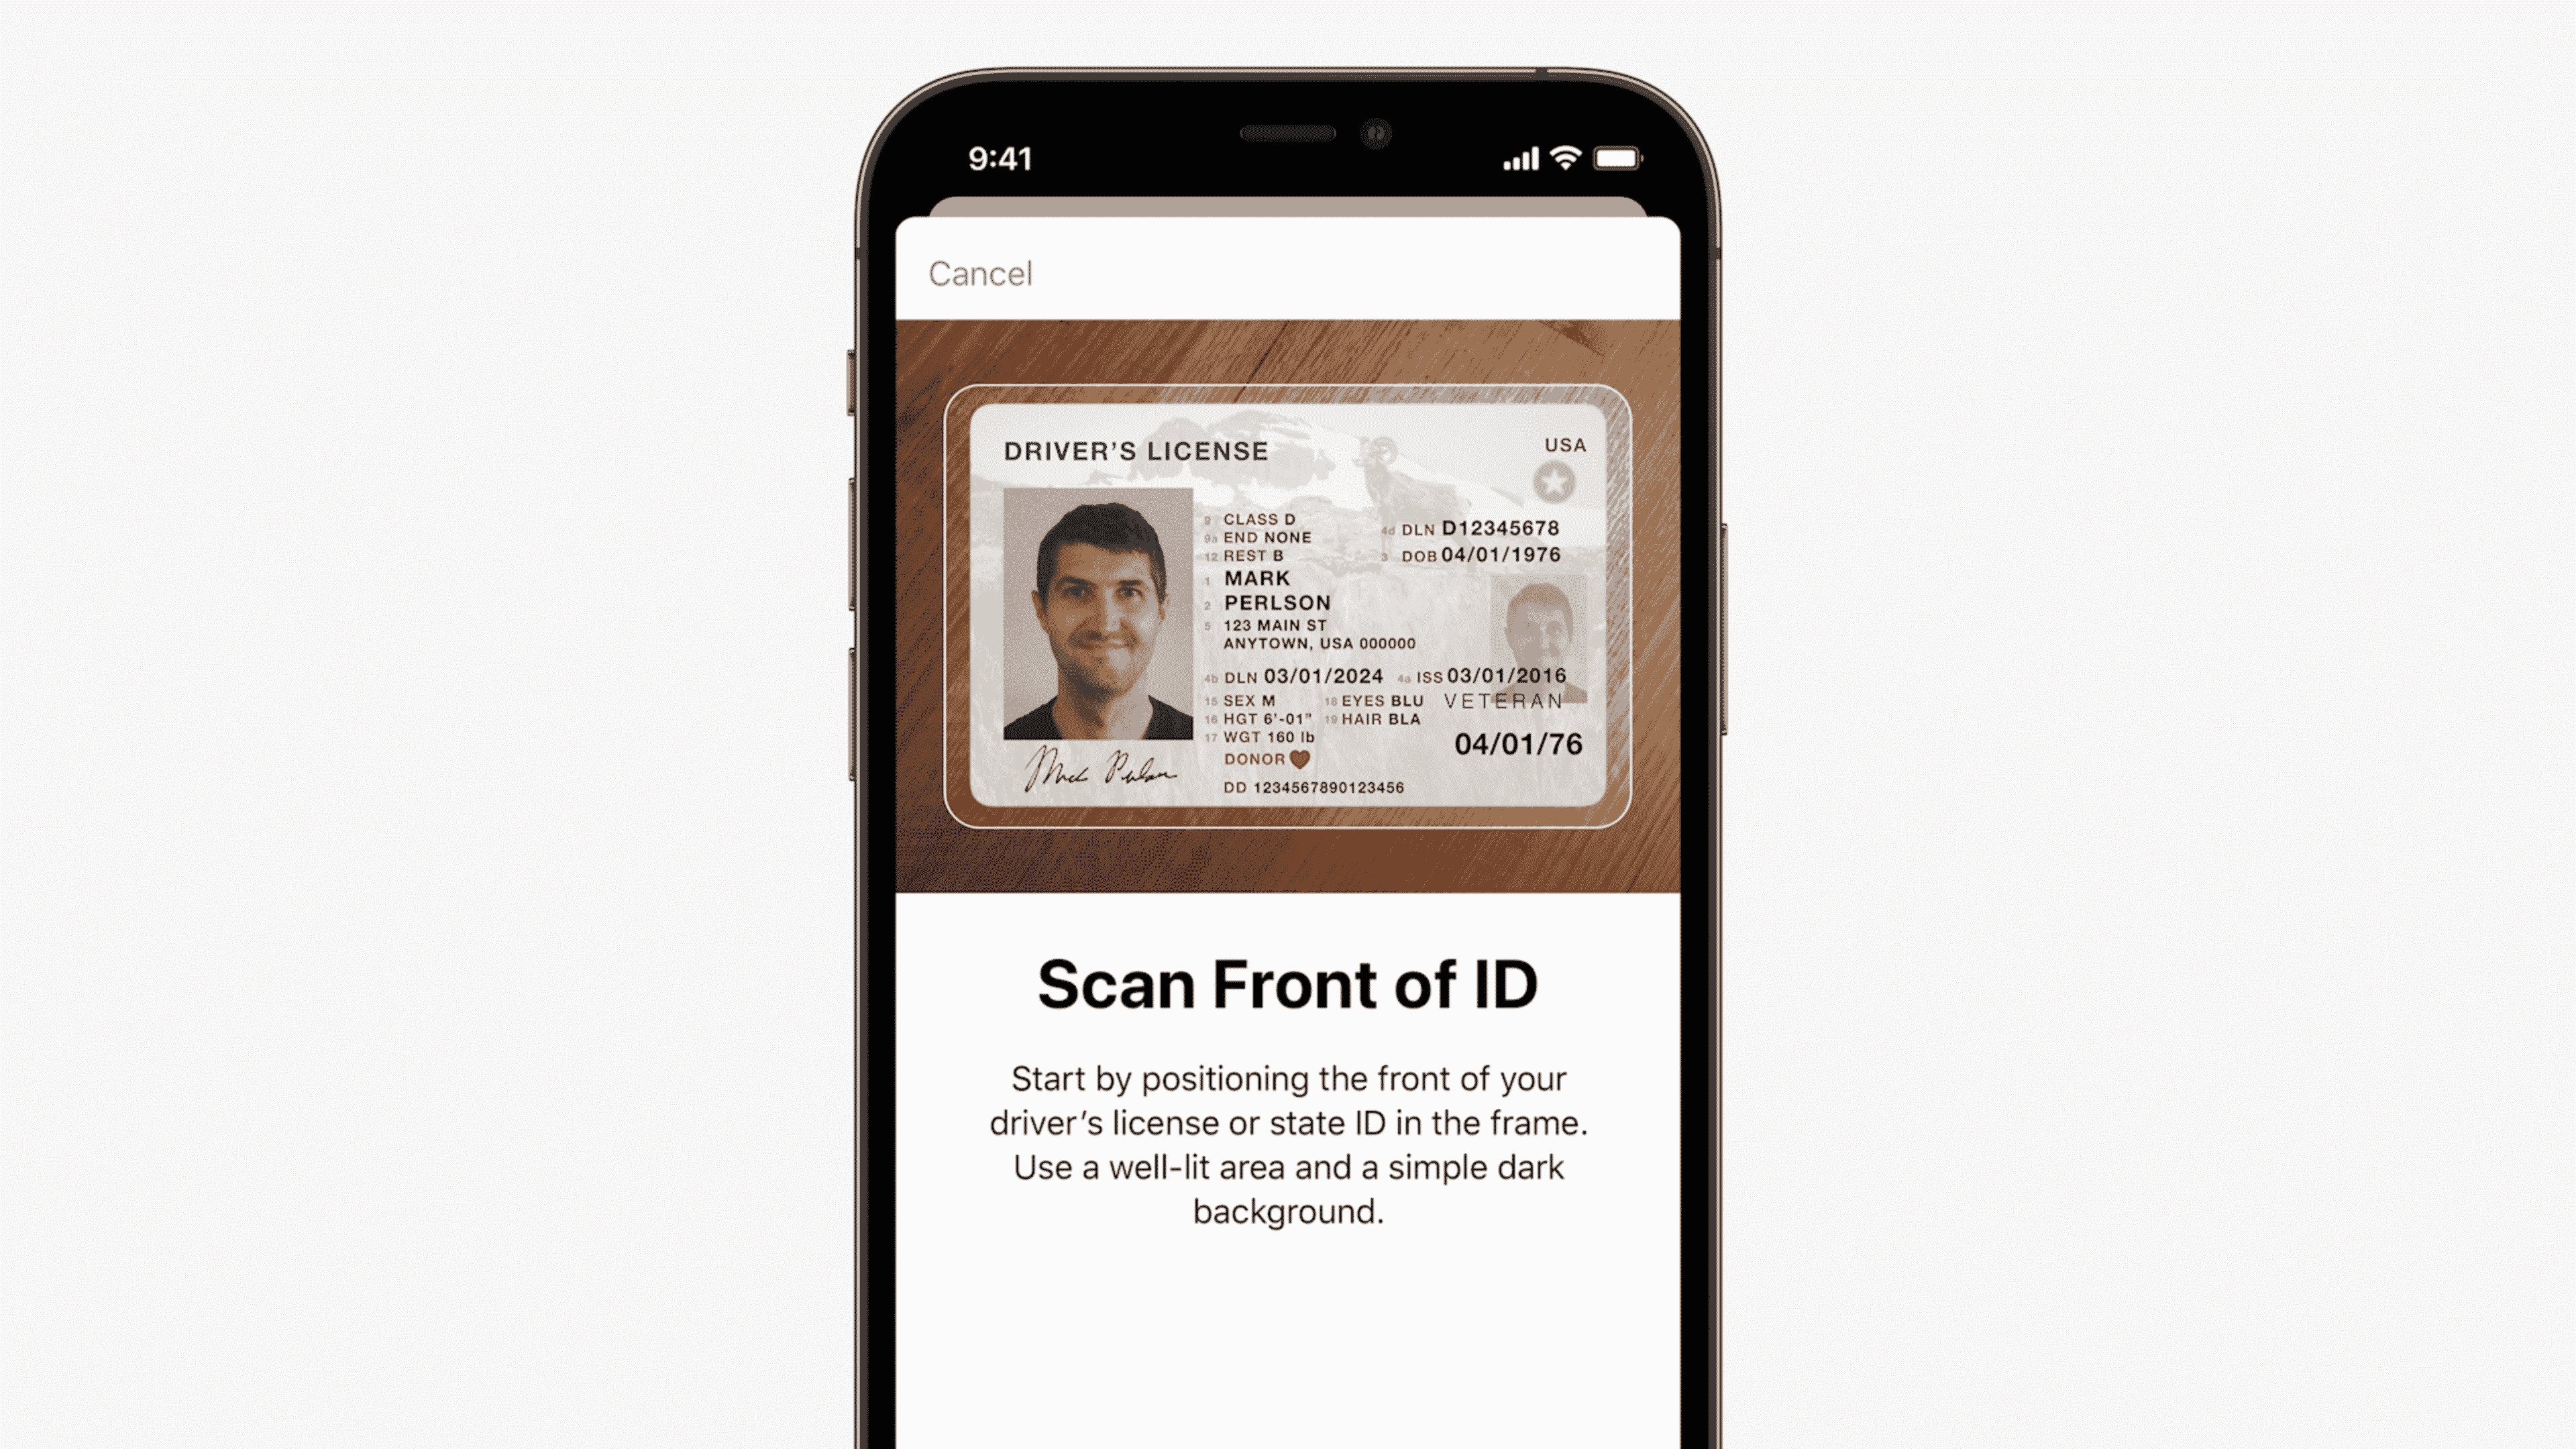 9:41
Cancel
DRIVER’S LICENSE
USA
9 CLASS D
4d DLN D12345678
9a END NONE
12 REST B
3 DOB 04/01/1976
1 MARK
2 PERLSON
5 123 MAIN ST
ANYTOWN, USA 000000
4b DLN 03/01/2024 4a ISS 03/01/2016
15 SEX M 18 EYES BLU VETERAN
16 HGT 6’-01” 19 HAIR BLA
17 WGT 160 lb
04/01/76
DONOR
DD 1234567890123456
Scan Front of ID
Start by positioning the front of your
driver’s license or state ID in the frame.
Use a well-lit area and a simple dark
background.